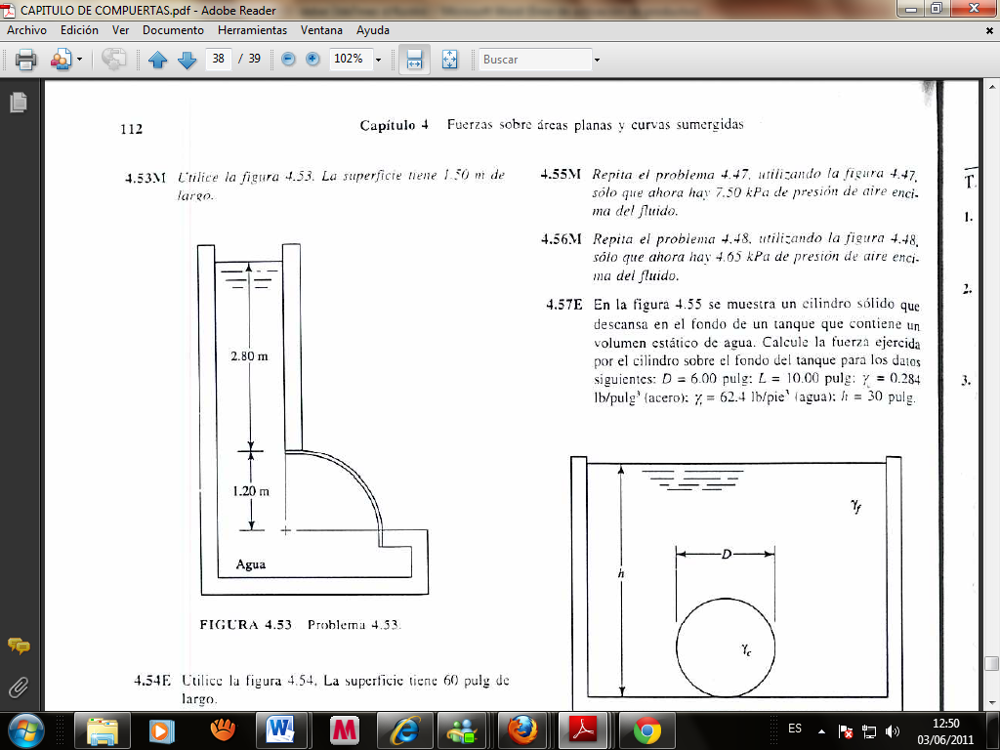 CAPITULO DE COMPUERTAS.pdf - Adobe Reader
Archivo Edición Ver Documento Herramientas Ventana Ayuda
38 / 39 102% Buscar
112 Capítulo 4 Fuerzas sobre áreas planas y curvas sumergidas
4.53M Utilice la figura 4.53. La superficie tiene 1.50 m de
largo.
2.80 m
1.20 m
Agua
FIGURA 4.53 Problema 4.53.
4.54E Utilice la figura 4.54. La superficie tiene 60 pulg de
largo.
4.55M Repita el problema 4.47, utilizando la figura 4.47,
sólo que ahora hay 7.50 kPa de presión de aire enci-
ma del fluido.
4.56M Repita el problema 4.48, utilizando la figura 4.48,
sólo que ahora hay 4.65 kPa de presión de aire enci-
ma del fluido.
4.57E En la figura 4.55 se muestra un cilindro sólido que
descansa en el fondo de un tanque que contiene un
volumen estático de agua. Calcule la fuerza ejercida
por el cilindro sobre el fondo del tanque para los datos
siguientes: D = 6.00 pulg; L = 10.00 pulg; γc = 0.284
lb/pulg³ (acero); γf = 62.4 lb/pie³ (agua); h = 30 pulg.
γf
D
h
γc
T.
1.
2.
3.
ES 12:50
03/06/2011